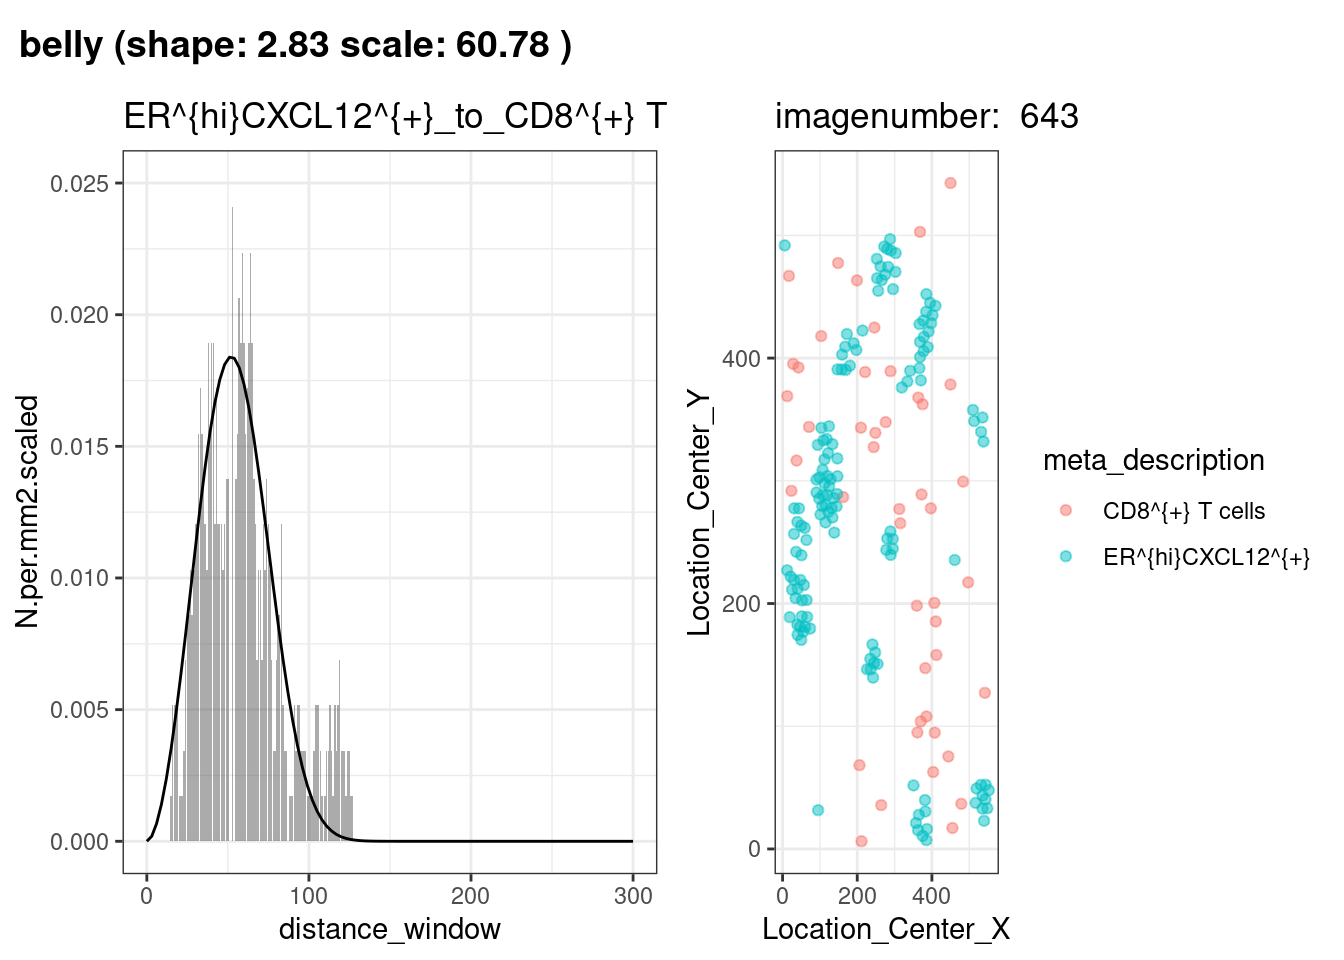 belly (shape: 2.83 scale: 60.78 )
ER^{hi}CXCL12^{+}_to_CD8^{+} T
imagenumber:  643
N.per.mm2.scaled
0.025
0.020
0.015
0.010
0.005
0.000
0
100
200
300
distance_window
Location_Center_Y
400
200
0
0
200
400
Location_Center_X
meta_description
CD8^{+} T cells
ER^{hi}CXCL12^{+}